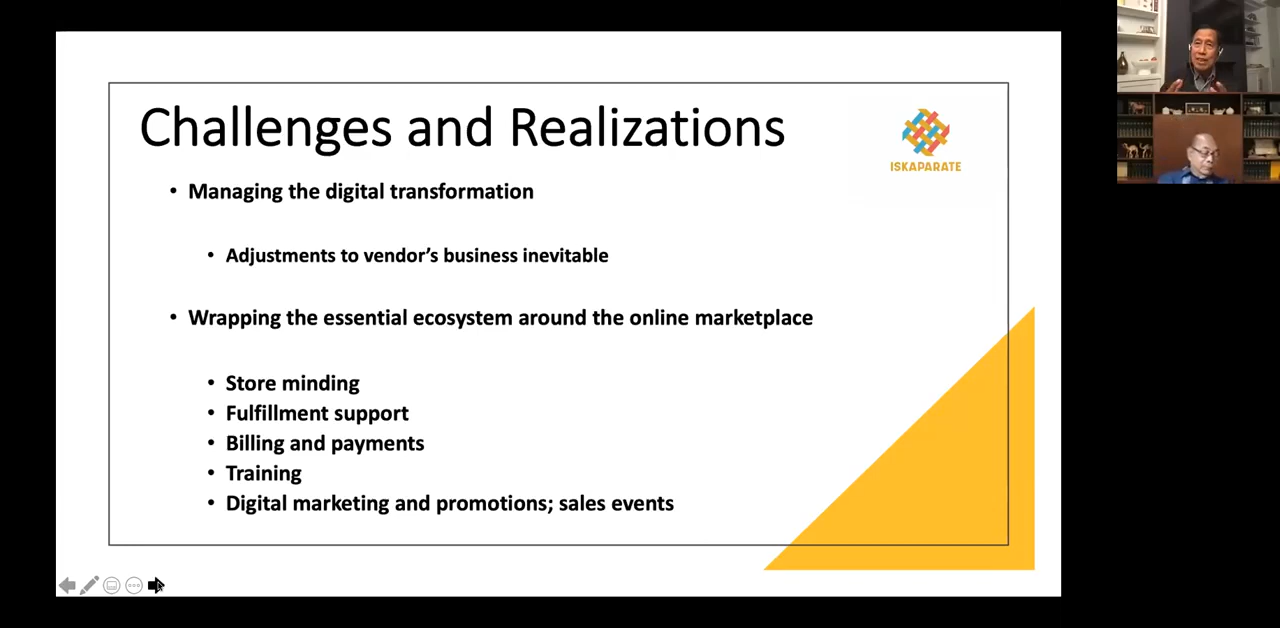 Challenges and Realizations
ISKAPARATE
• Managing the digital transformation
• Adjustments to vendor’s business inevitable
• Wrapping the essential ecosystem around the online marketplace
• Store minding
• Fulfillment support
• Billing and payments
• Training
• Digital marketing and promotions; sales events